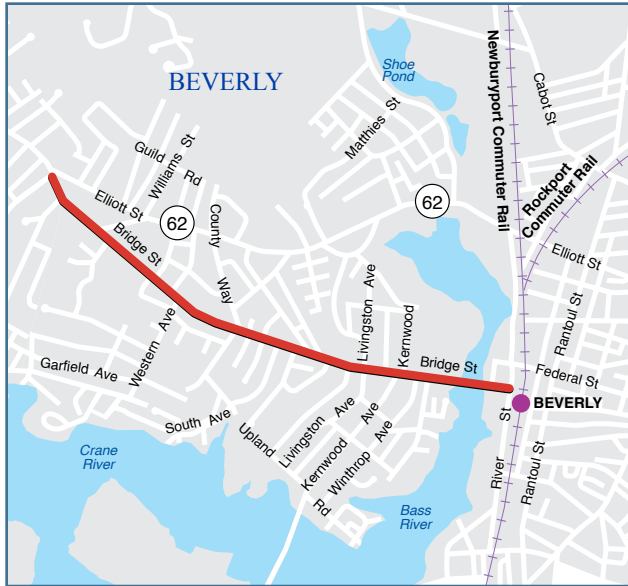 BEVERLY
Shoe
Pond
Newburyport Commuter Rail
Cabot St
Matthies St
Williams St
Guild Rd
Rockport
Commuter Rail
62
Elliott St
62
County Way
Bridge St
Elliott St
Rantoul St
Livingston Ave
Kernwood
Western Ave
Bridge St
Garfield Ave
Federal St
BEVERLY
South Ave
Upland Rd
Livingston Ave
Kernwood Ave
Winthrop Ave
River St
Rantoul St
Crane
River
Bass
River